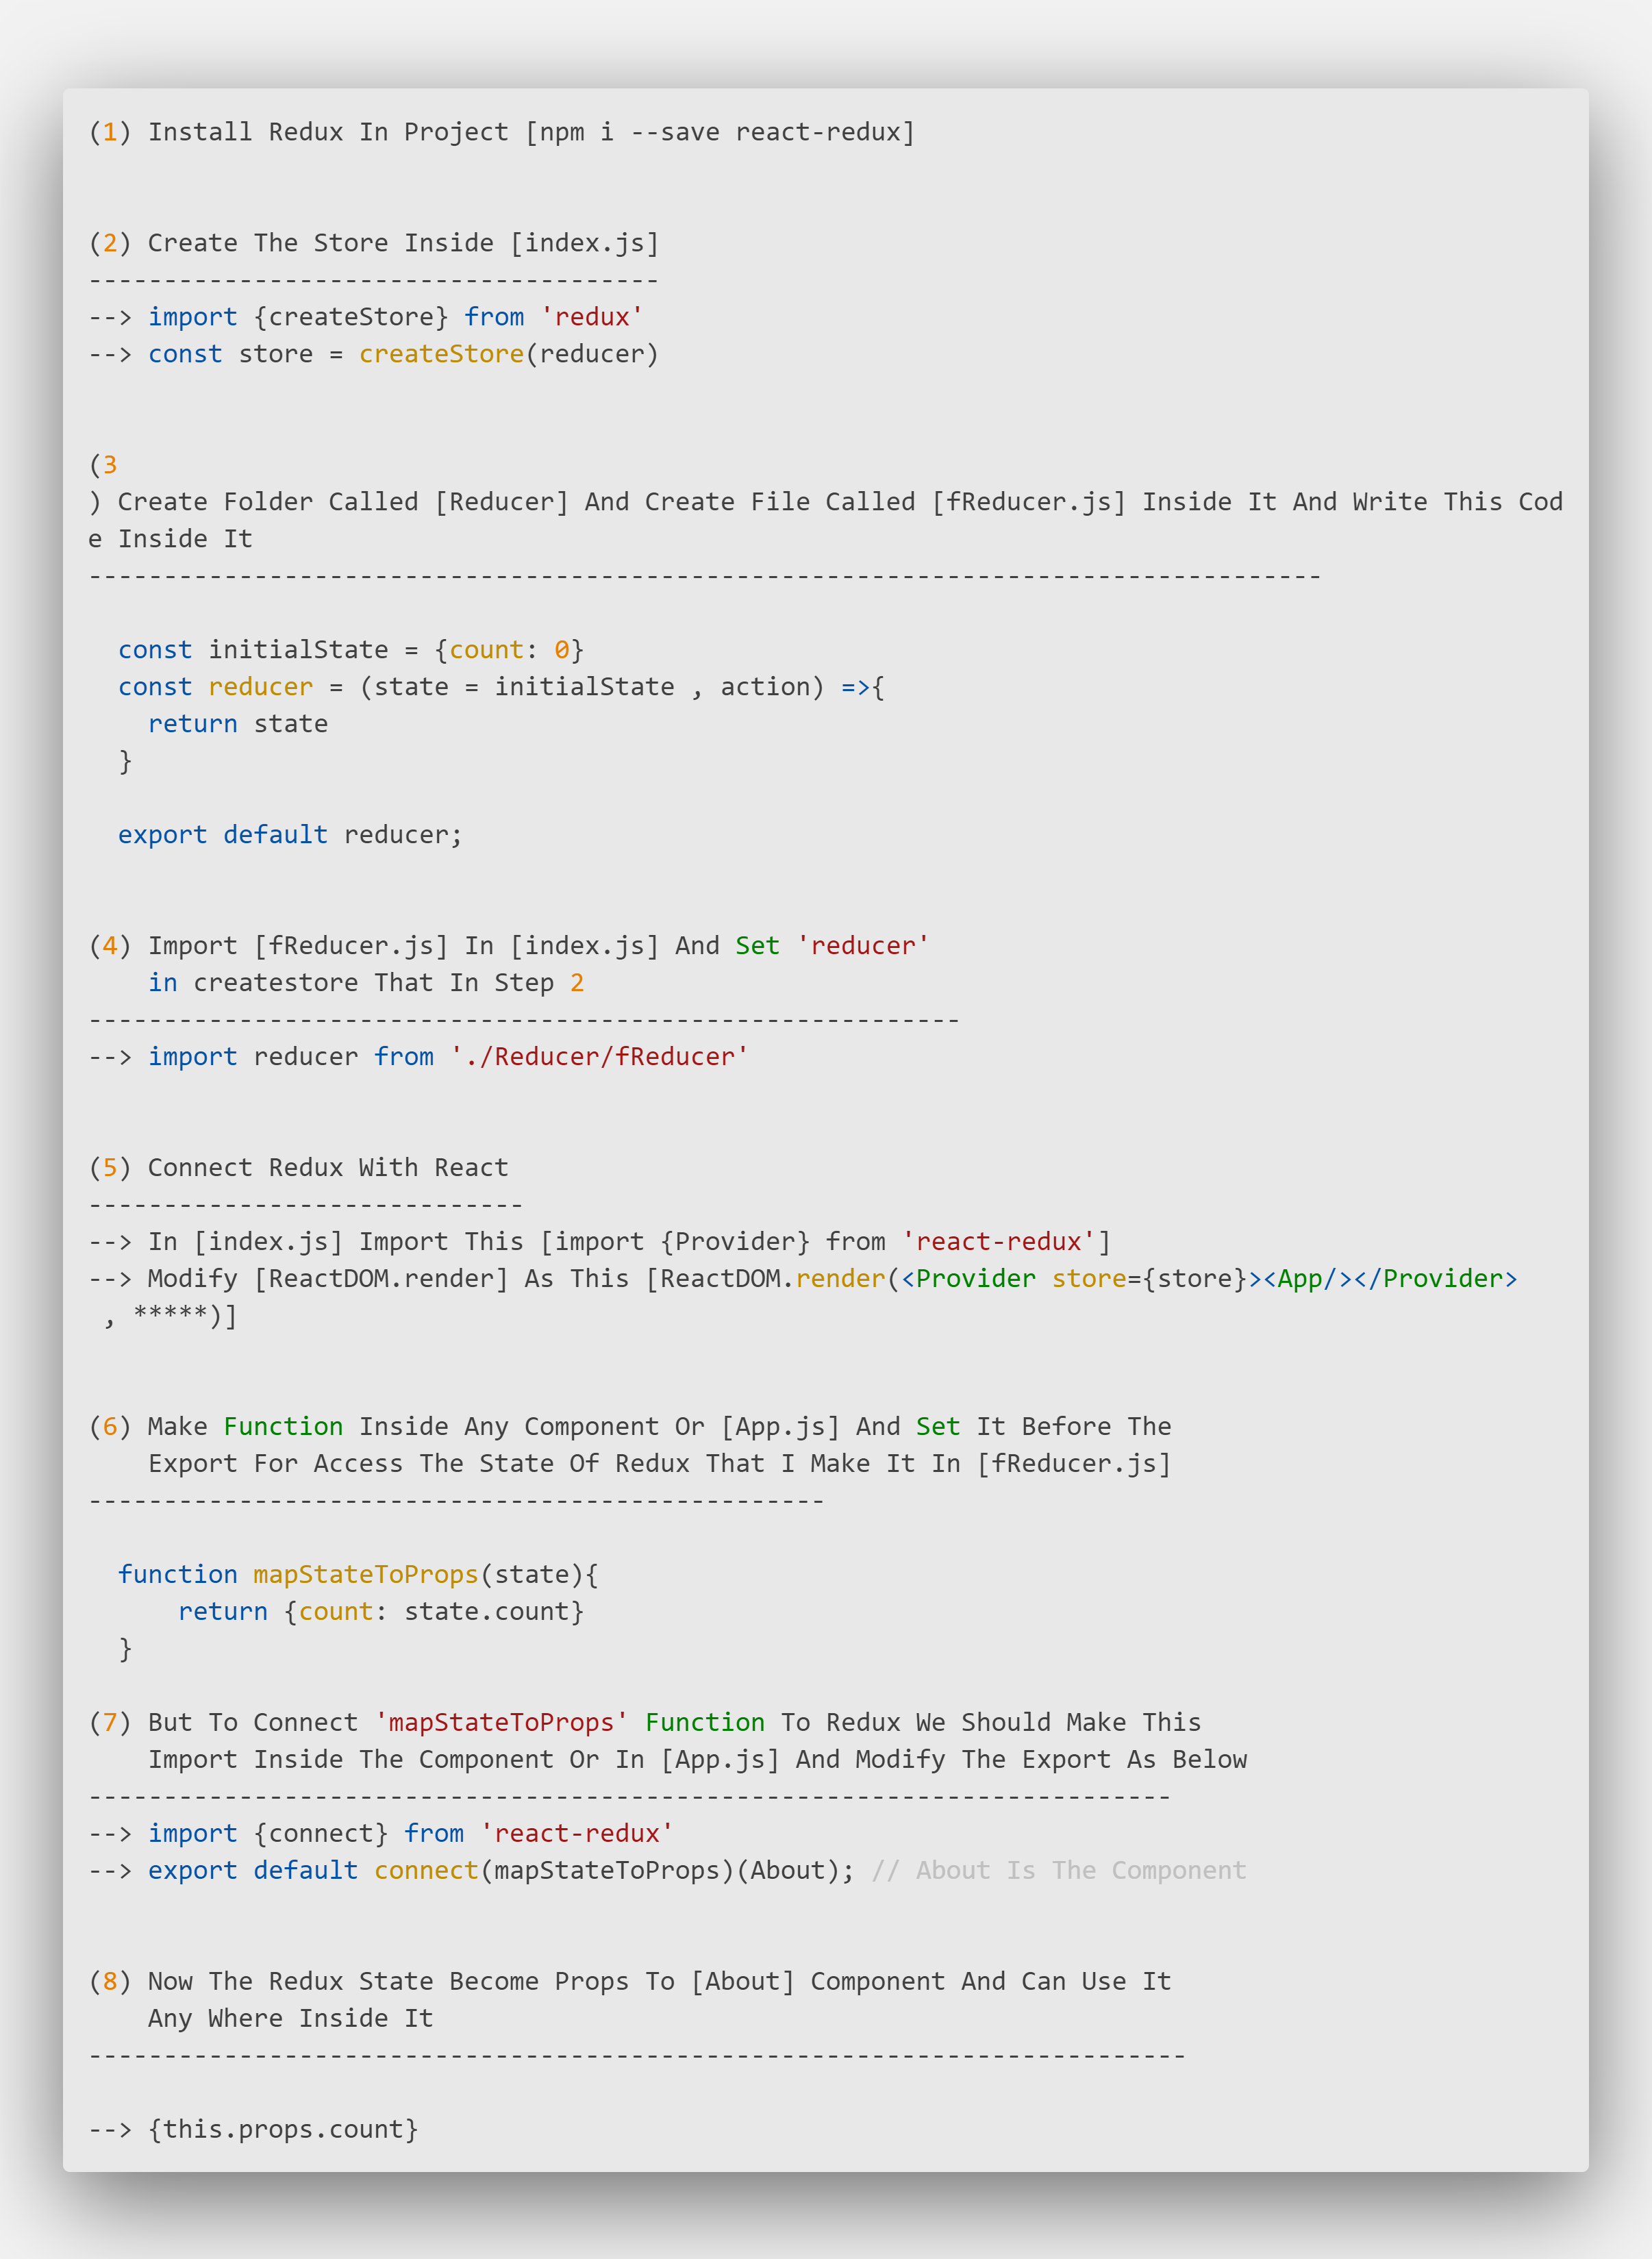 (1) Install Redux In Project [npm i --save react-redux]
(2) Create The Store Inside [index.js]
--------------------------------------
--> import {createStore} from 'redux'
--> const store = createStore(reducer)
(3
) Create Folder Called [Reducer] And Create File Called [fReducer.js] Inside It And Write This Cod
e Inside It
----------------------------------------------------------------------------------
const initialState = {count: 0}
const reducer = (state = initialState , action) =>{
return state
}
export default reducer;
(4) Import [fReducer.js] In [index.js] And Set 'reducer'
in createstore That In Step 2
----------------------------------------------------------
--> import reducer from './Reducer/fReducer'
(5) Connect Redux With React
-----------------------------
--> In [index.js] Import This [import {Provider} from 'react-redux']
--> Modify [ReactDOM.render] As This [ReactDOM.render(<Provider store={store}><App/></Provider>
, *****)]
(6) Make Function Inside Any Component Or [App.js] And Set It Before The
Export For Access The State Of Redux That I Make It In [fReducer.js]
-------------------------------------------------
function mapStateToProps(state){
return {count: state.count}
}
(7) But To Connect 'mapStateToProps' Function To Redux We Should Make This
Import Inside The Component Or In [App.js] And Modify The Export As Below
------------------------------------------------------------------------
--> import {connect} from 'react-redux'
--> export default connect(mapStateToProps)(About); // About Is The Component
(8) Now The Redux State Become Props To [About] Component And Can Use It
Any Where Inside It
-------------------------------------------------------------------------
--> {this.props.count}